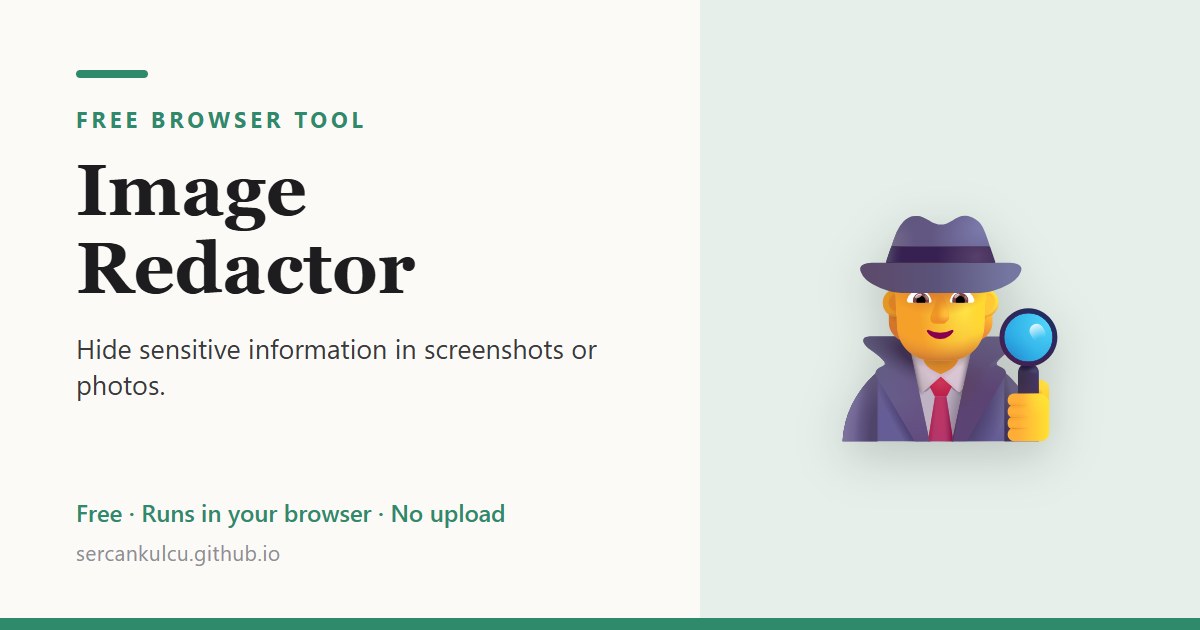 FREE BROWSER TOOL
Image
Redactor
Hide sensitive information in screenshots or
photos.
Free · Runs in your browser · No upload
sercankulcu.github.io